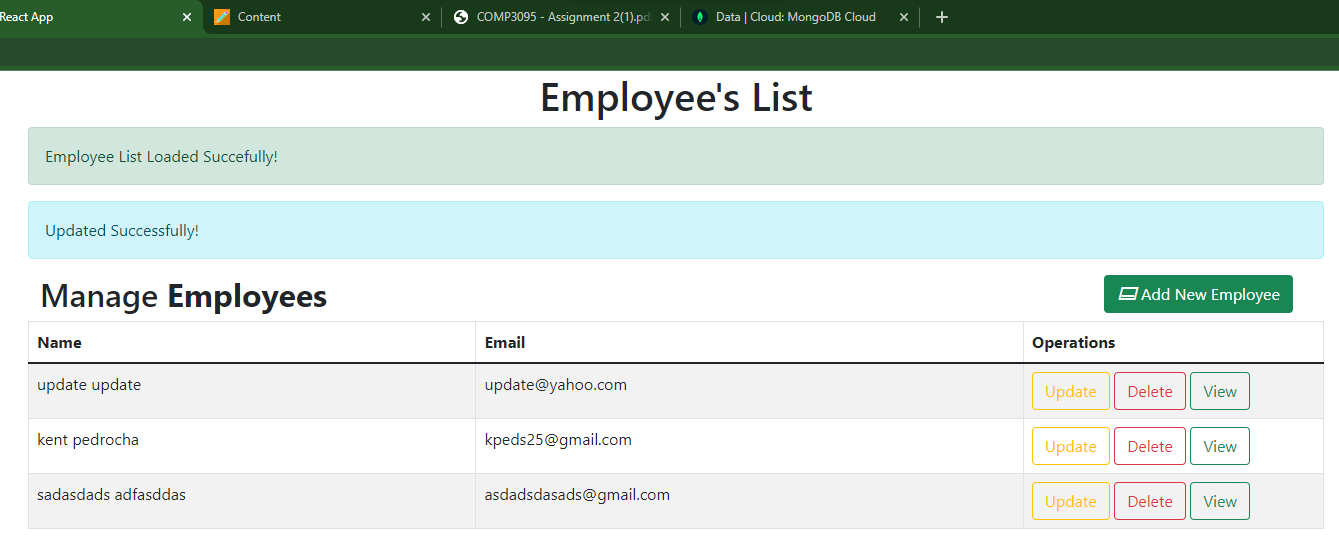 React App
Content
COMP3095 - Assignment 2(1).pd
Data | Cloud: MongoDB Cloud
Employee's List
Employee List Loaded Succefully!
Updated Successfully!
Manage Employees
Add New Employee
Name Email Operations
update update update@yahoo.com Update Delete View
kent pedrocha kpeds25@gmail.com Update Delete View
sadasdads adfasddas asdadsdasads@gmail.com Update Delete View